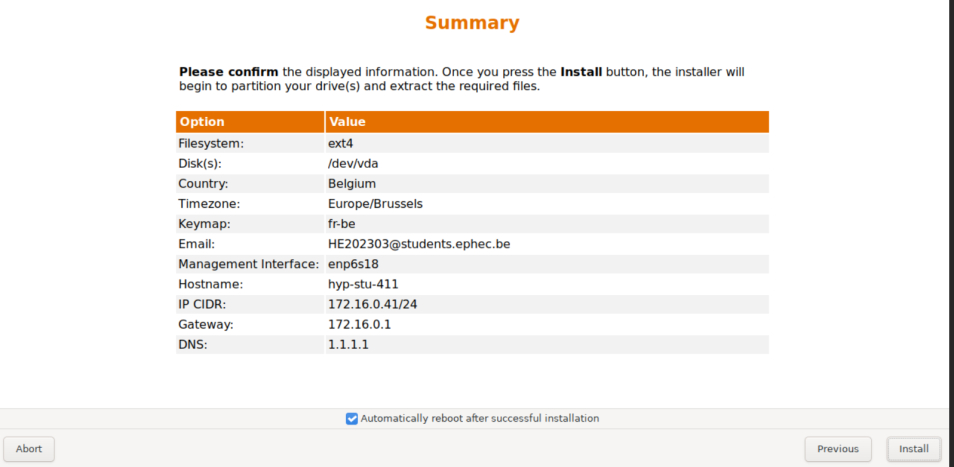 Summary
Please confirm the displayed information. Once you press the Install button, the installer will
begin to partition your drive(s) and extract the required files.
Option Value
Filesystem: ext4
Disk(s): /dev/vda
Country: Belgium
Timezone: Europe/Brussels
Keymap: fr-be
Email: HE202303@students.ephec.be
Management Interface: enp6s18
Hostname: hyp-stu-411
IP CIDR: 172.16.0.41/24
Gateway: 172.16.0.1
DNS: 1.1.1.1
Automatically reboot after successful installation
Abort Previous Install